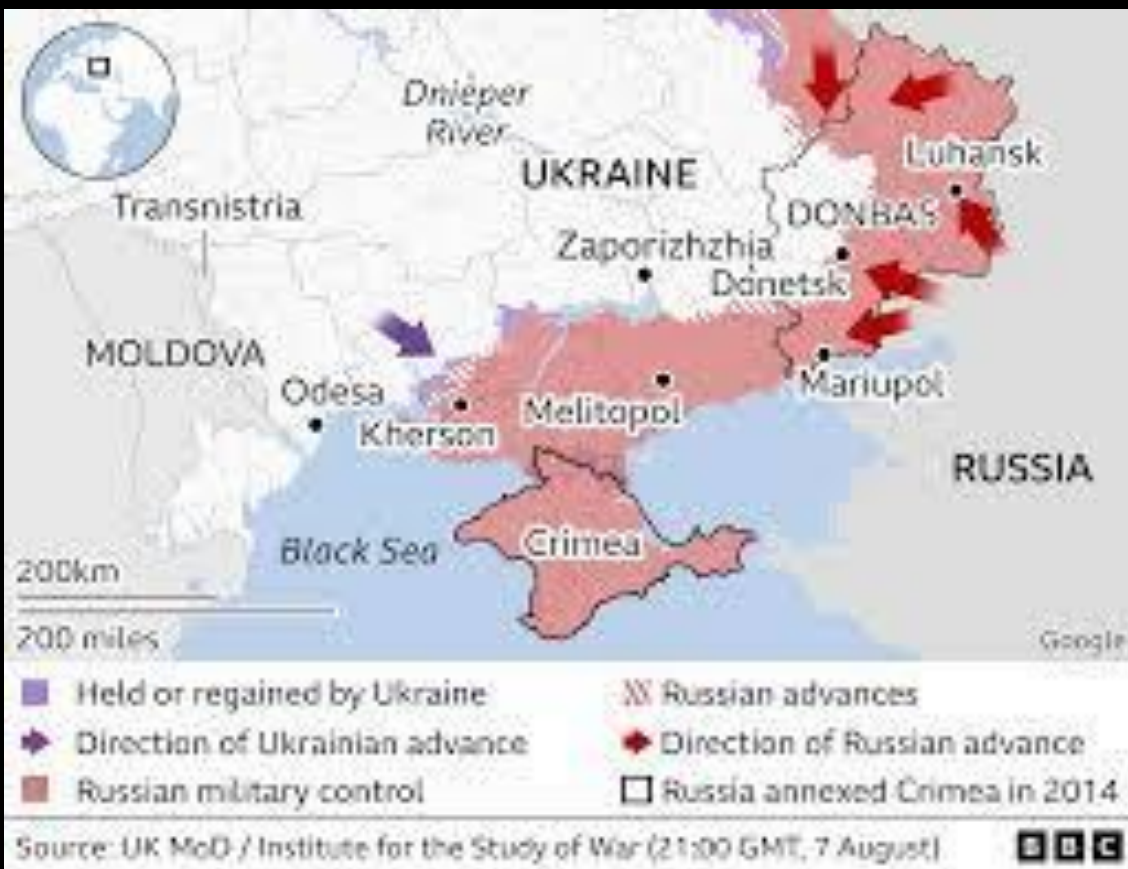 Dnieper
River
UKRAINE
Luhansk
Transnistria
DONBAS
Zaporizhzhia
Donetsk
MOLDOVA
Odesa
Mariupol
Melitopol
Kherson
RUSSIA
Crimea
Black Sea
200km
200 miles
Google
Held or regained by Ukraine
Russian advances
Direction of Ukrainian advance
Direction of Russian advance
Russian military control
Russia annexed Crimea in 2014
Source: UK MoD / Institute for the Study of War (21:00 GMT, 7 August)
BBC